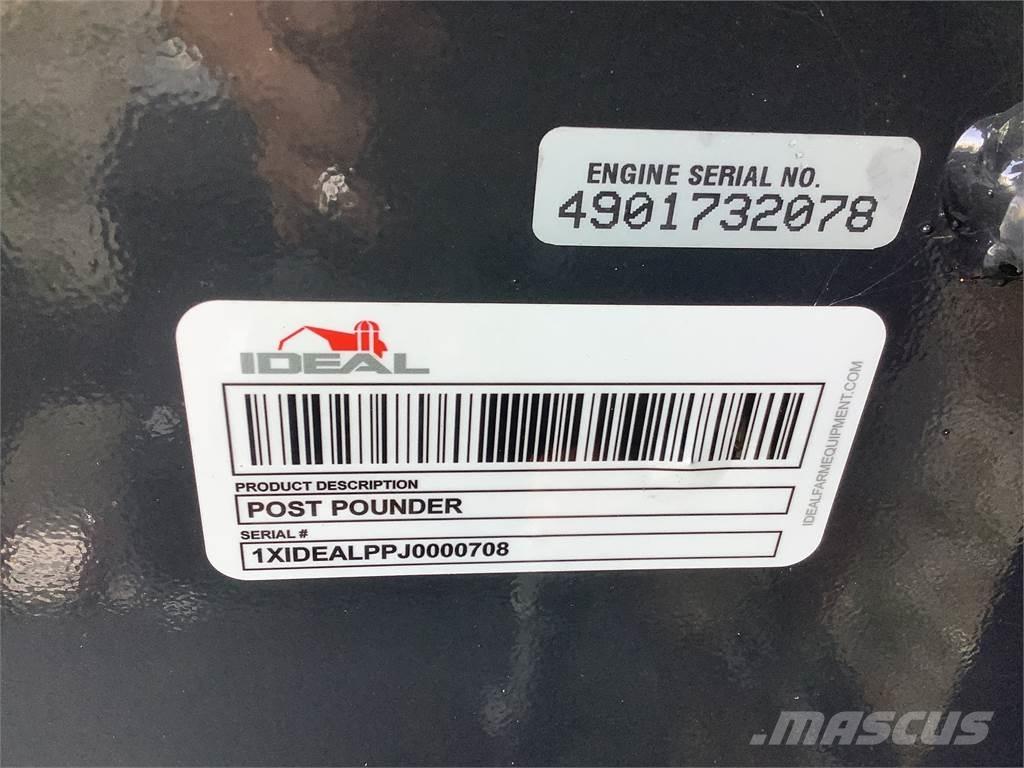 ENGINE SERIAL NO.
4901732078
IDEAL
PRODUCT DESCRIPTION
POST POUNDER
SERIAL #
1XIDEALPPJ0000708
IDEALFARMEQUIPMENT.COM
MASCUS